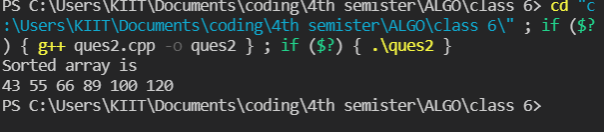 PS C:\Users\KIIT\Documents\coding\4th semister\ALGO\class 6> cd "c
:\Users\KIIT\Documents\coding\4th semister\ALGO\class 6\" ; if ($?
) { g++ ques2.cpp -o ques2 } ; if ($?) { .\ques2 }
Sorted array is
43 55 66 89 100 120
PS C:\Users\KIIT\Documents\coding\4th semister\ALGO\class 6>